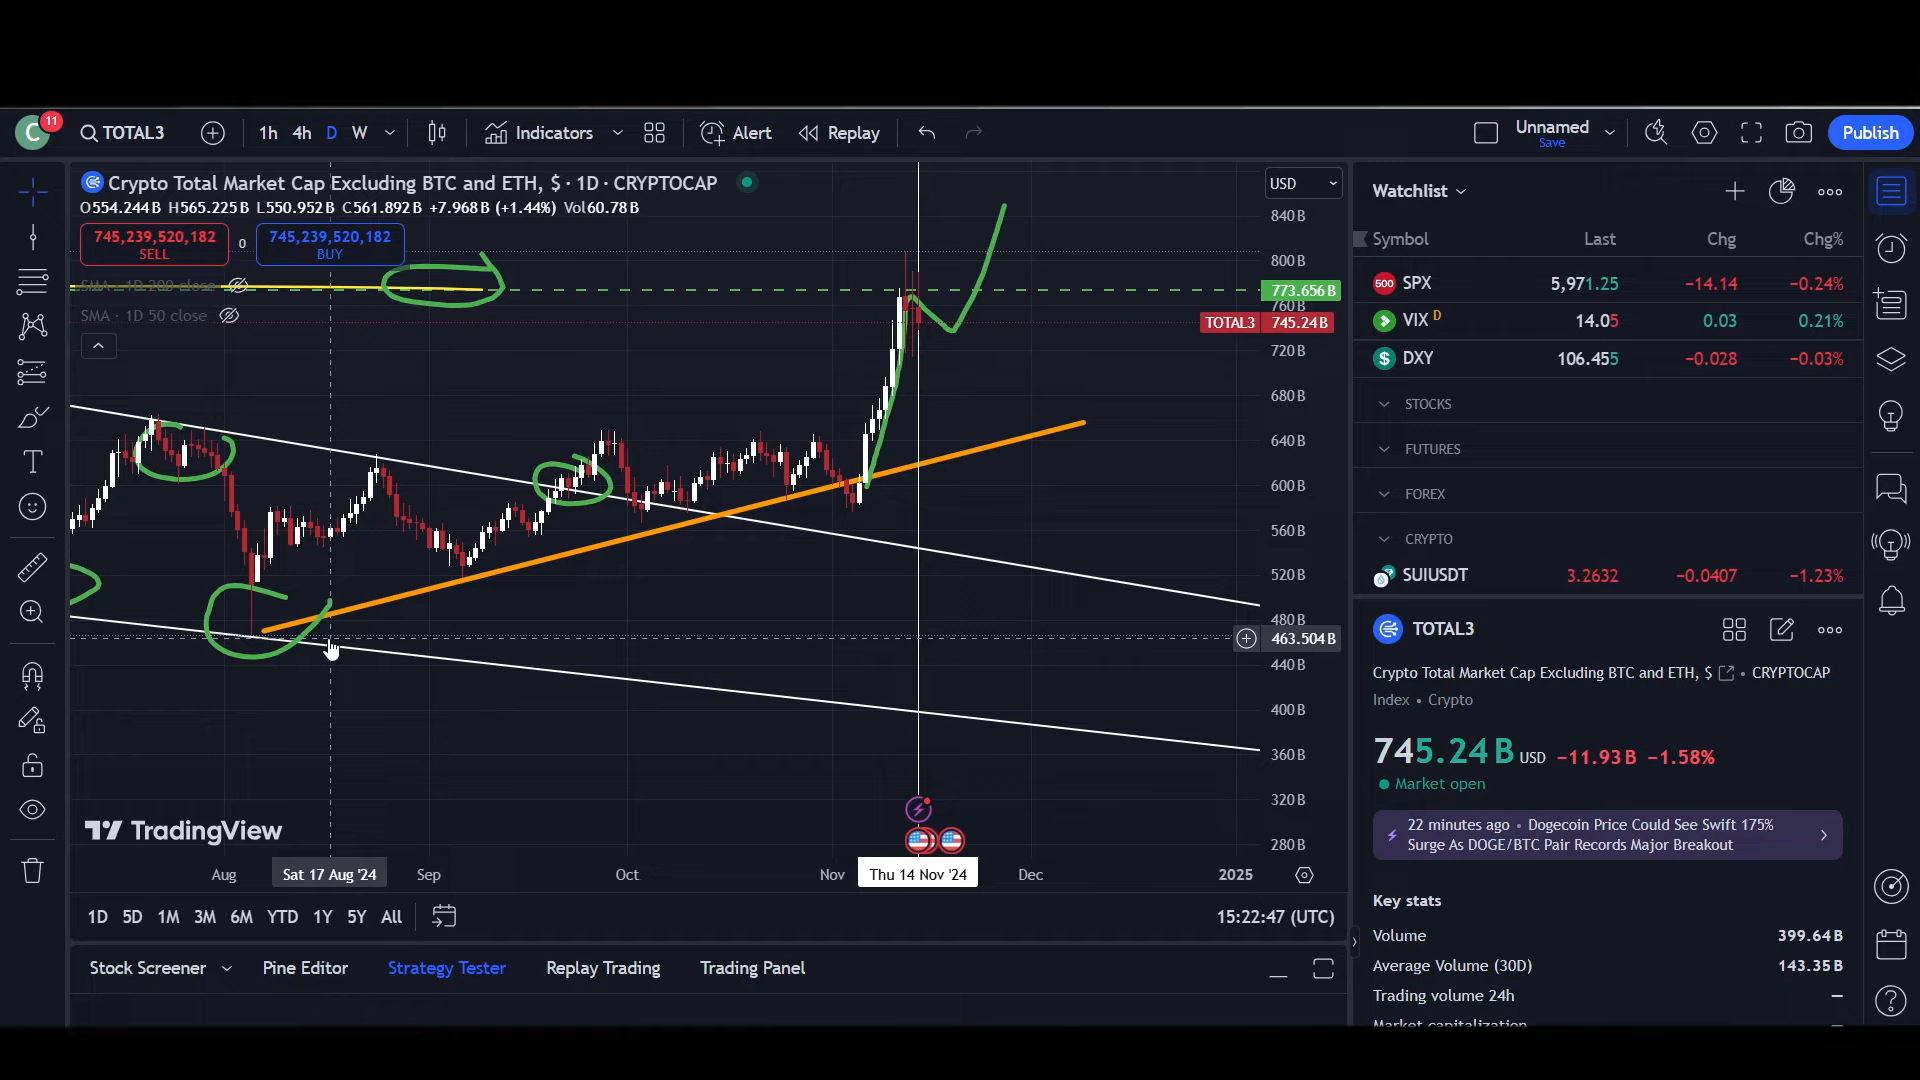 C
11
TOTAL3
1h 4h D W
Indicators
Alert
Replay
Unnamed
Save
Publish
Crypto Total Market Cap Excluding BTC and ETH, $ · 1D · CRYPTOCAP
O554.244B H565.225B L550.952B C561.892B +7.968B (+1.44%) Vol60.78B
745,239,520,182
SELL
0
745,239,520,182
BUY
SMA · 1D 200 close
SMA · 1D 50 close
USD
840B
800B
773.656B
760B
TOTAL3 745.24B
720B
680B
640B
600B
560B
520B
480B
463.504B
440B
400B
360B
320B
280B
TradingView
Aug
Sat 17 Aug '24
Sep
Oct
Nov
Thu 14 Nov '24
Dec
2025
1D 5D 1M 3M 6M YTD 1Y 5Y All
15:22:47 (UTC)
Stock Screener
Pine Editor
Strategy Tester
Replay Trading
Trading Panel
Watchlist
Symbol Last Chg Chg%
500 SPX 5,971.25 −14.14 −0.24%
VIX D 14.05 0.03 0.21%
$ DXY 106.455 −0.028 −0.03%
STOCKS
FUTURES
FOREX
CRYPTO
SUIUSDT 3.2632 −0.0407 −1.23%
TOTAL3
Crypto Total Market Cap Excluding BTC and ETH, $ • CRYPTOCAP
Index • Crypto
745.24B USD −11.93B −1.58%
Market open
22 minutes ago • Dogecoin Price Could See Swift 175%
Surge As DOGE/BTC Pair Records Major Breakout
Key stats
Volume 399.64B
Average Volume (30D) 143.35B
Trading volume 24h —
Market capitalization —